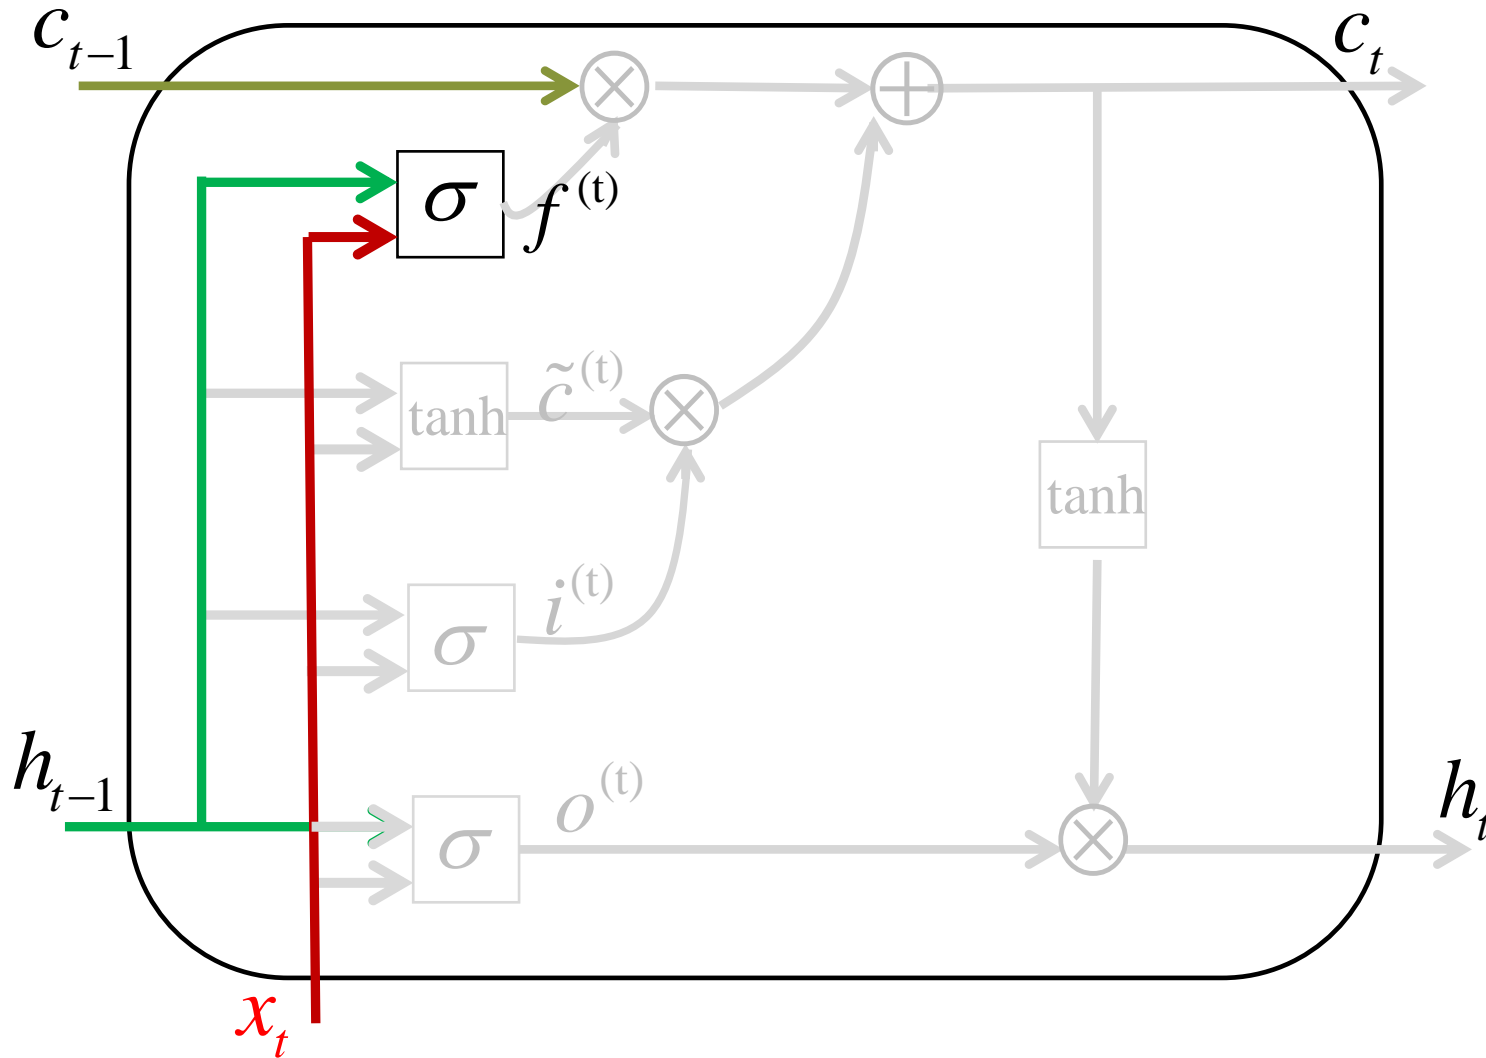 c_{t-1}
c_t
σ
f^{(t)}
tanh
c̃^{(t)}
tanh
σ
i^{(t)}
h_{t-1}
σ
o^{(t)}
h_t
x_t